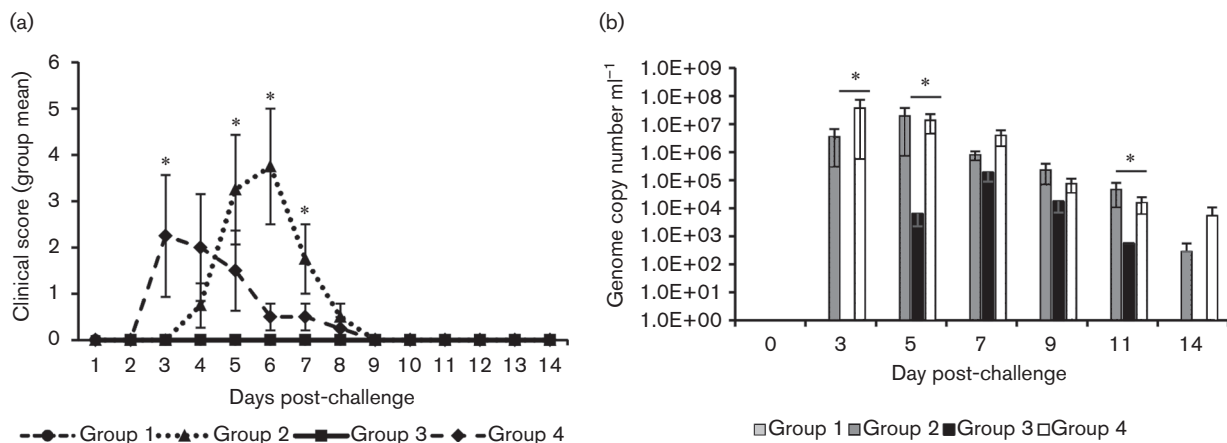 (a)
Clinical score (group mean)
6
5
4
3
2
1
0
* * * *
1 2 3 4 5 6 7 8 9 10 11 12 13 14
Days post-challenge
Group 1 Group 2 Group 3 Group 4
(b)
Genome copy number ml⁻¹
1.0E+09
1.0E+08
1.0E+07
1.0E+06
1.0E+05
1.0E+04
1.0E+03
1.0E+02
1.0E+01
1.0E+00
* * *
0 3 5 7 9 11 14
Day post-challenge
Group 1 Group 2 Group 3 Group 4